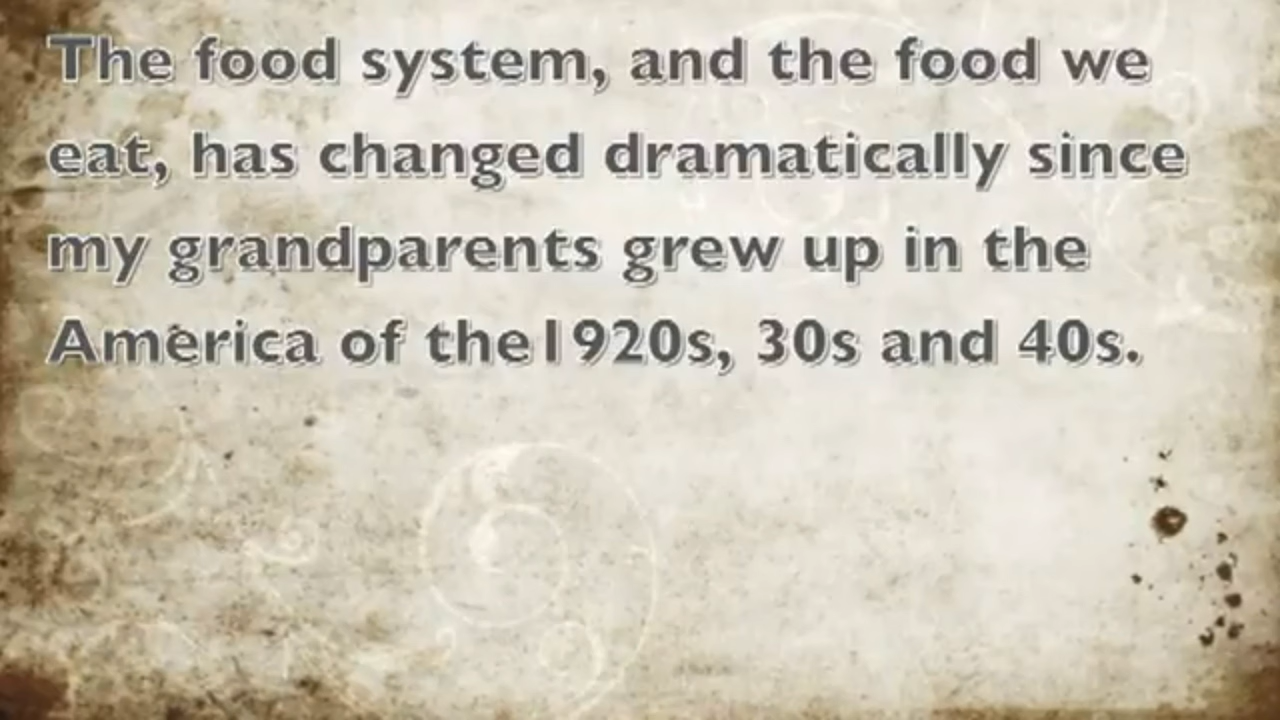 The food system, and the food we
eat, has changed dramatically since
my grandparents grew up in the
America of the1920s, 30s and 40s.